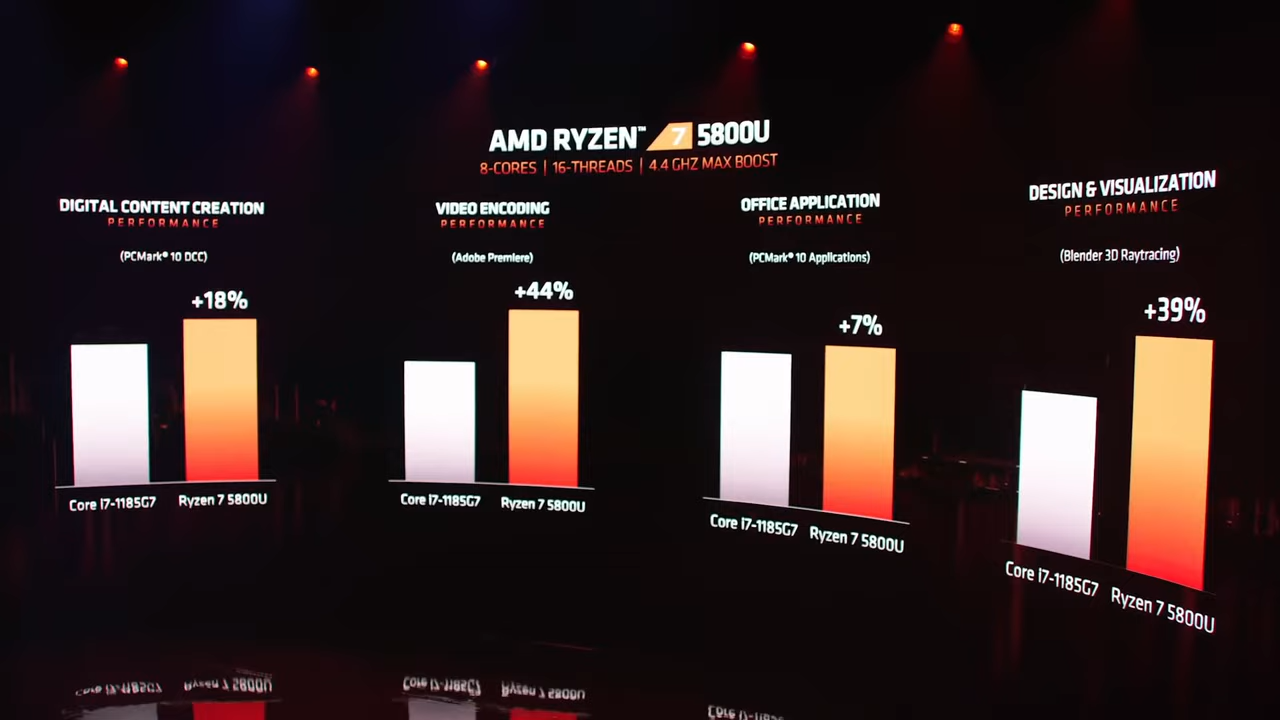 AMD RYZEN™ 7 5800U
8-CORES | 16-THREADS | 4.4 GHZ MAX BOOST
DIGITAL CONTENT CREATION
PERFORMANCE
(PCMark® 10 DCC)
+18%
Core i7-1185G7
Ryzen 7 5800U
VIDEO ENCODING
PERFORMANCE
(Adobe Premiere)
+44%
Core i7-1185G7
Ryzen 7 5800U
OFFICE APPLICATION
PERFORMANCE
(PCMark® 10 Applications)
+7%
Core i7-1185G7
Ryzen 7 5800U
DESIGN & VISUALIZATION
PERFORMANCE
(Blender 3D Raytracing)
+39%
Core i7-1185G7
Ryzen 7 5800U